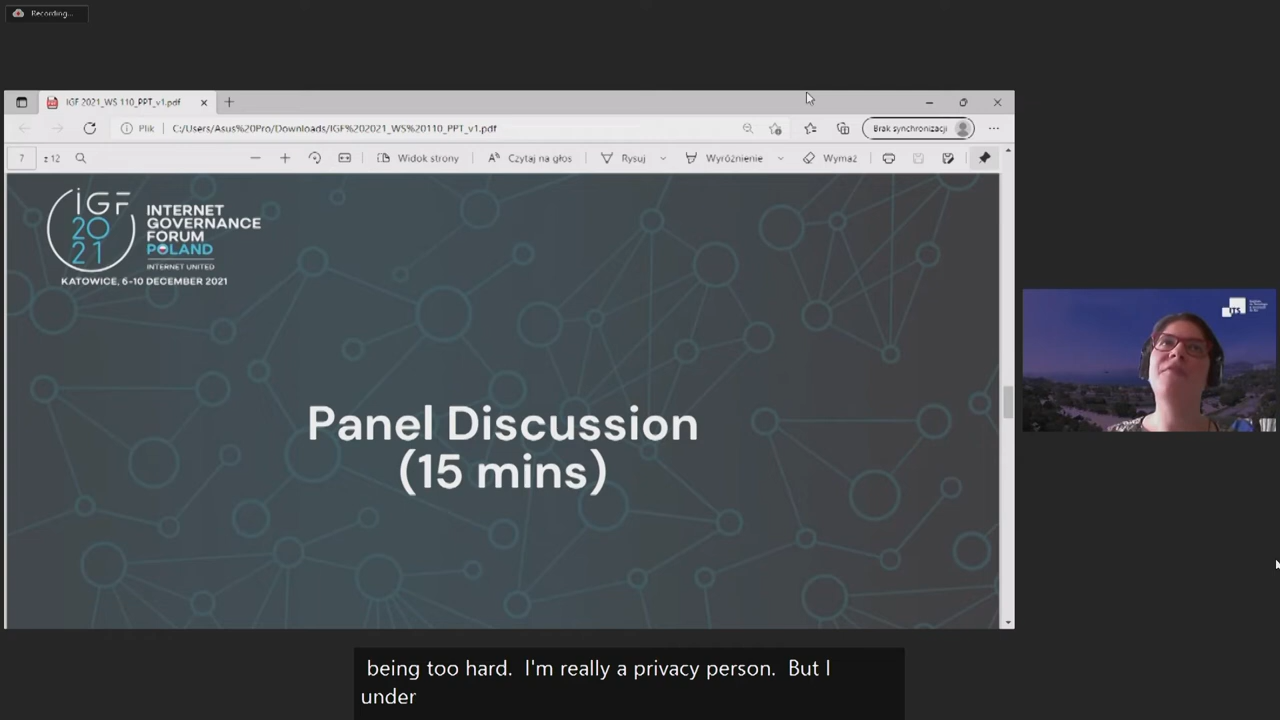 Recording...
IGF 2021_WS 110_PPT_v1.pdf
Plik
C:/Users/Asus%20Pro/Downloads/IGF%202021_WS%20110_PPT_v1.pdf
Brak synchronizacji
7
z 12
Widok strony
Czytaj na głos
Rysuj
Wyróżnienie
Wymaż
IGF
2021
INTERNET
GOVERNANCE
FORUM
POLAND
INTERNET UNITED
KATOWICE, 6-10 DECEMBER 2021
Panel Discussion
(15 mins)
ITS
being too hard. I'm really a privacy person. But I
under